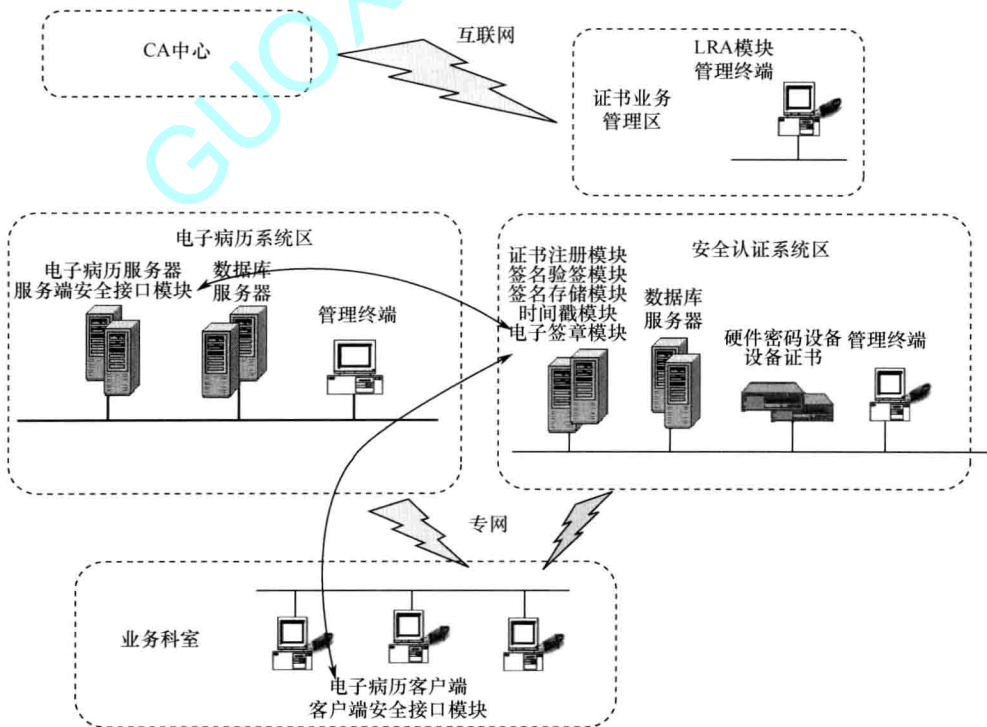 GUOX
CA中心
互联网
LRA模块
管理终端
证书业务
管理区
电子病历系统区
电子病历服务器
服务端安全接口模块
数据库
服务器
管理终端
安全认证系统区
证书注册模块
签名验签模块
签名存储模块
时间戳模块
电子签章模块
数据库
服务器
硬件密码设备
设备证书
管理终端
专网
业务科室
电子病历客户端
客户端安全接口模块